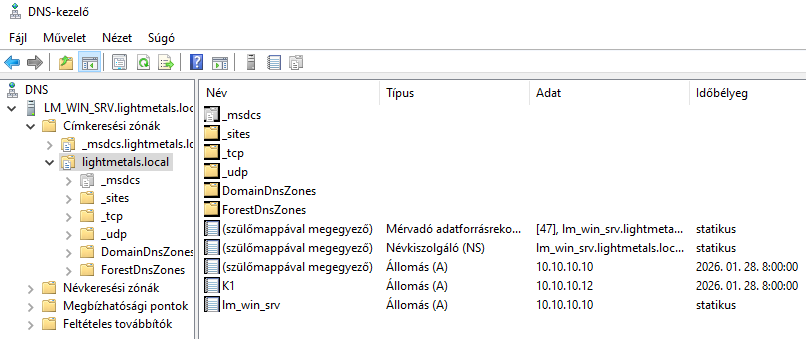 DNS-kezelő
Fájl Művelet Nézet Súgó
DNS
LM_WIN_SRV.lightmetals.loc
Címkeresési zónák
_msdcs.lightmetals.lo
lightmetals.local
_msdcs
_sites
_tcp
_udp
DomainDnsZones
ForestDnsZones
Névkeresési zónák
Megbízhatósági pontok
Feltételes továbbítók
Név Típus Adat Időbélyeg
_msdcs
_sites
_tcp
_udp
DomainDnsZones
ForestDnsZones
(szülőmappával megegyező) Mérvadó adatforrásreko... [47], lm_win_srv.lightmeta... statikus
(szülőmappával megegyező) Névkiszolgáló (NS) lm_win_srv.lightmetals.loc... statikus
(szülőmappával megegyező) Állomás (A) 10.10.10.10 2026. 01. 28. 8:00:00
K1 Állomás (A) 10.10.10.12 2026. 01. 28. 8:00:00
lm_win_srv Állomás (A) 10.10.10.10 statikus